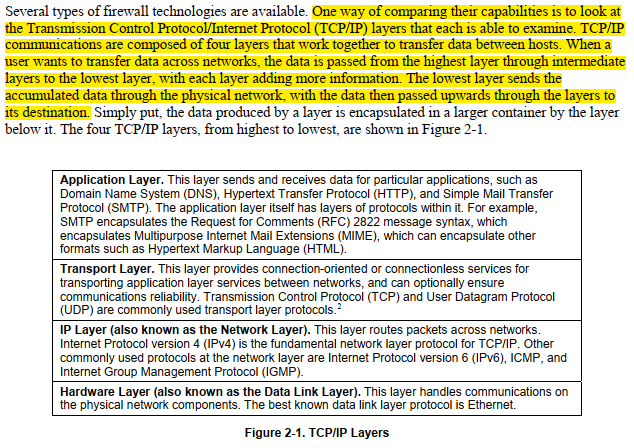 Several types of firewall technologies are available. One way of comparing their capabilities is to look at
the Transmission Control Protocol/Internet Protocol (TCP/IP) layers that each is able to examine. TCP/IP
communications are composed of four layers that work together to transfer data between hosts. When a
user wants to transfer data across networks, the data is passed from the highest layer through intermediate
layers to the lowest layer, with each layer adding more information. The lowest layer sends the
accumulated data through the physical network, with the data then passed upwards through the layers to
its destination. Simply put, the data produced by a layer is encapsulated in a larger container by the layer
below it. The four TCP/IP layers, from highest to lowest, are shown in Figure 2-1.
Application Layer. This layer sends and receives data for particular applications, such as
Domain Name System (DNS), Hypertext Transfer Protocol (HTTP), and Simple Mail Transfer
Protocol (SMTP). The application layer itself has layers of protocols within it. For example,
SMTP encapsulates the Request for Comments (RFC) 2822 message syntax, which
encapsulates Multipurpose Internet Mail Extensions (MIME), which can encapsulate other
formats such as Hypertext Markup Language (HTML).
Transport Layer. This layer provides connection-oriented or connectionless services for
transporting application layer services between networks, and can optionally ensure
communications reliability. Transmission Control Protocol (TCP) and User Datagram Protocol
(UDP) are commonly used transport layer protocols.2
IP Layer (also known as the Network Layer). This layer routes packets across networks.
Internet Protocol version 4 (IPv4) is the fundamental network layer protocol for TCP/IP. Other
commonly used protocols at the network layer are Internet Protocol version 6 (IPv6), ICMP, and
Internet Group Management Protocol (IGMP).
Hardware Layer (also known as the Data Link Layer). This layer handles communications on
the physical network components. The best known data link layer protocol is Ethernet.
Figure 2-1. TCP/IP Layers